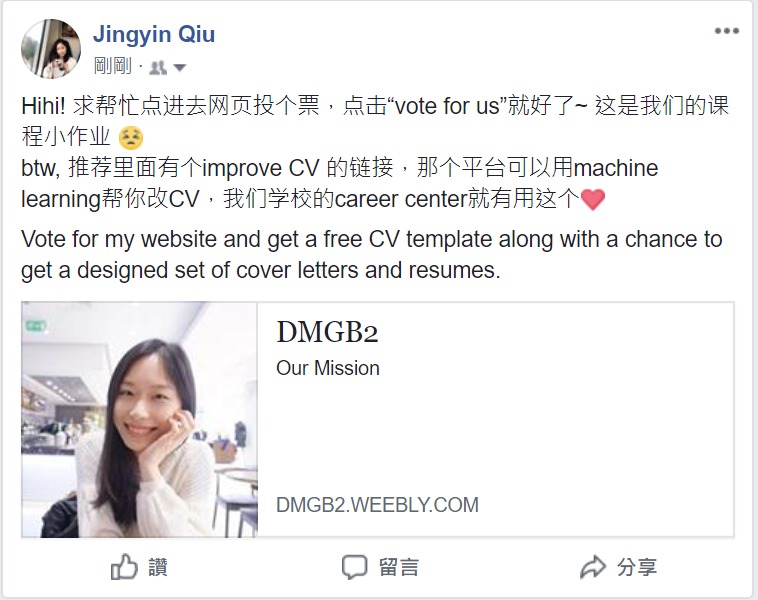 Jingyin Qiu
剛剛 ·
Hihi! 求帮忙点进去网页投个票，点击“vote for us”就好了~ 这是我们的课
程小作业 😣
btw, 推荐里面有个improve CV 的链接，那个平台可以用machine
learning帮你改CV，我们学校的career center就有用这个❤
Vote for my website and get a free CV template along with a chance to
get a designed set of cover letters and resumes.
DMGB2
Our Mission
DMGB2.WEEBLY.COM
讚 留言 分享